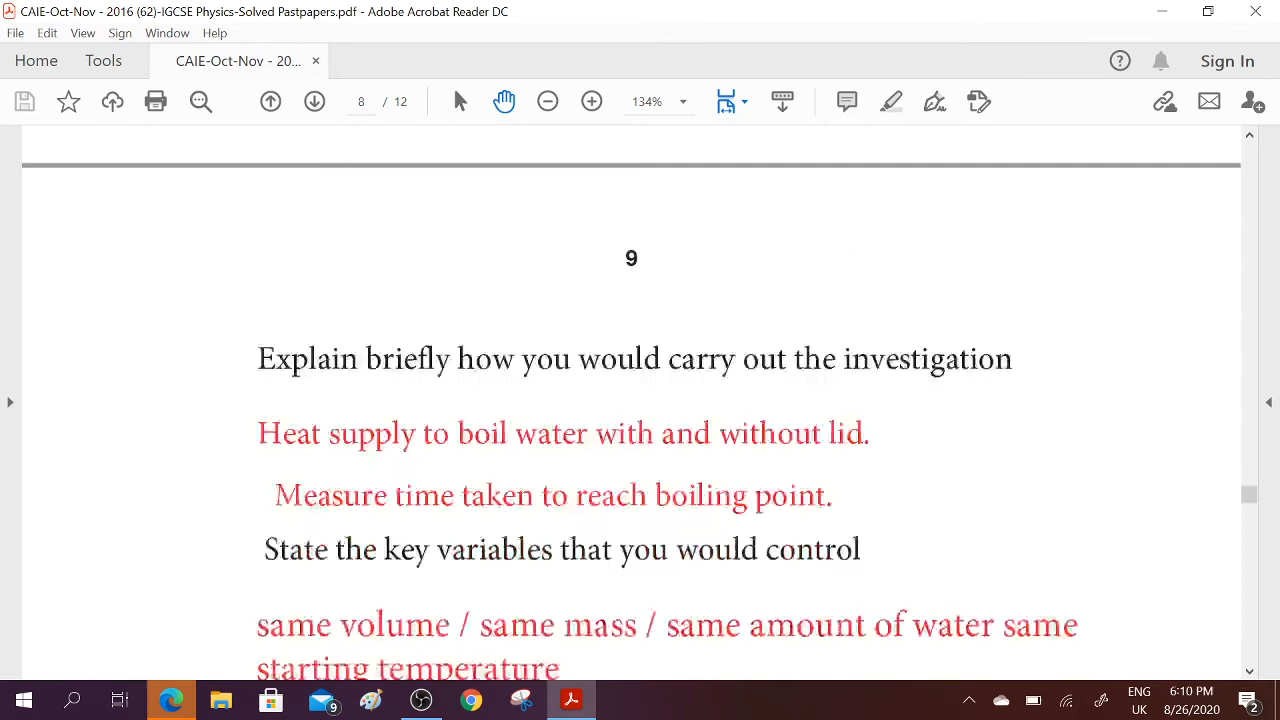 CAIE-Oct-Nov - 2016 (62)-IGCSE Physics-Solved Pastpapers.pdf - Adobe Acrobat Reader DC
File Edit View Sign Window Help
Home Tools CAIE-Oct-Nov - 20... × Sign In
8 / 12 134%
9
Explain briefly how you would carry out the investigation
Heat supply to boil water with and without lid.
Measure time taken to reach boiling point.
State the key variables that you would control
same volume / same mass / same amount of water same
starting temperature
9 ENG 6:10 PM
UK 8/26/2020 2